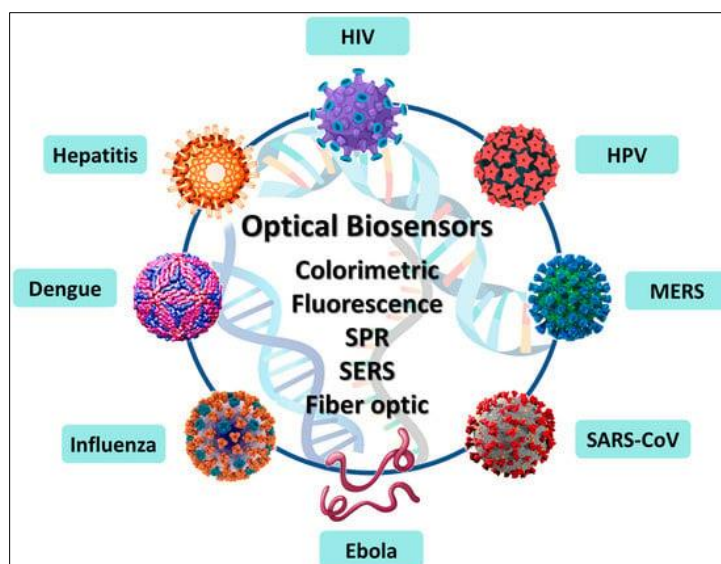 HIV
Hepatitis
HPV
Optical Biosensors
Colorimetric
Fluorescence
SPR
SERS
Fiber optic
Dengue
MERS
Influenza
SARS-CoV
Ebola